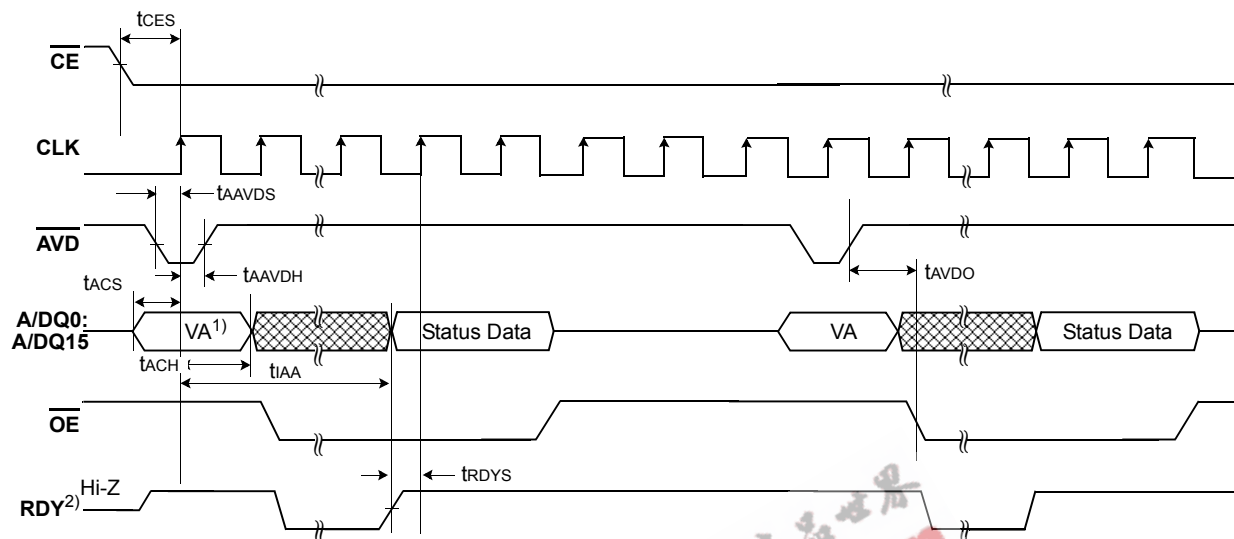 tCES
CE
CLK
tAAVDS
AVD
tAAVDH
tACS
tAVDO
A/DQ0:
A/DQ15
VA1)
Status Data
VA
Status Data
tACH
tIAA
OE
tRDYS
Hi-Z
RDY2)